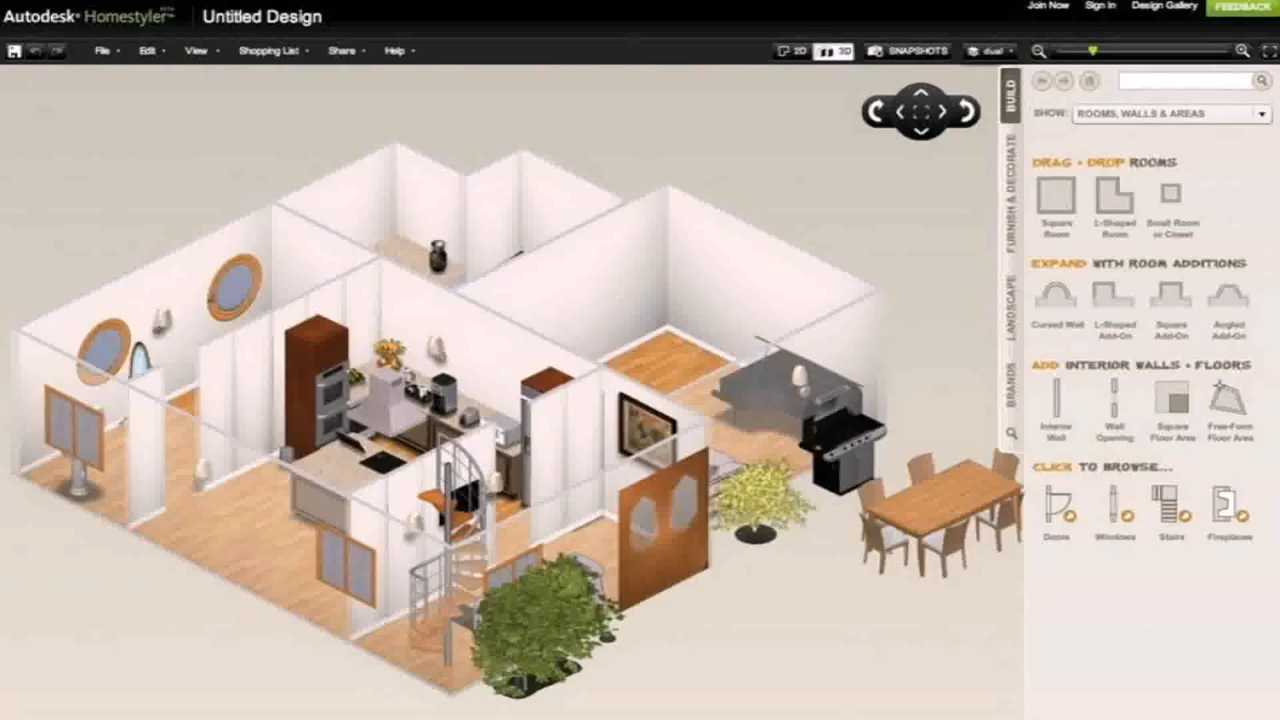 Autodesk® Homestyler™ BETA Untitled Design
Join Now Sign In Design Gallery FEEDBACK
File Edit View Shopping List Share Help
2D 3D SNAPSHOTS dual
BUILD
FURNISH & DECORATE
LANDSCAPE
BRANDS
SHOW: ROOMS, WALLS & AREAS
DRAG + DROP ROOMS
Square Room
L-Shaped Room
Small Room or Closet
EXPAND WITH ROOM ADDITIONS
Curved Wall
L-Shaped Add-On
Square Add-On
Angled Add-On
ADD INTERIOR WALLS + FLOORS
Interior Wall
Wall Opening
Square Floor Area
Free-Form Floor Area
CLICK TO BROWSE...
Doors Windows Stairs Fireplaces